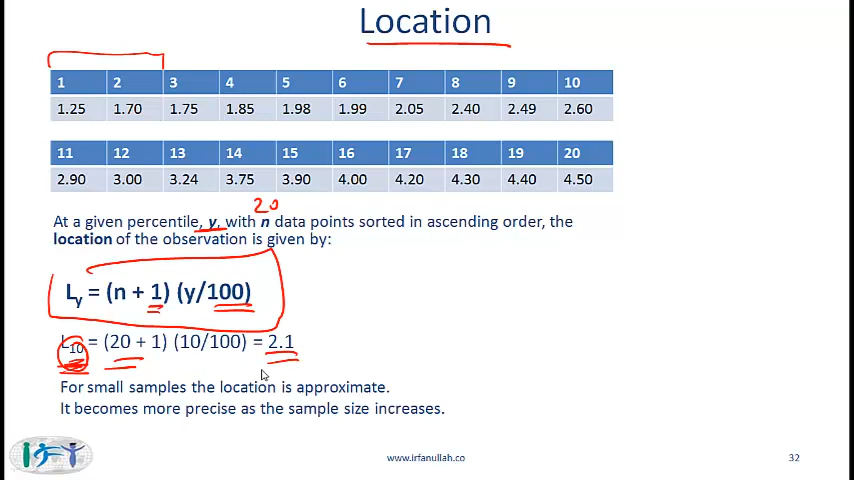 Location
1 2 3 4 5 6 7 8 9 10
1.25 1.70 1.75 1.85 1.98 1.99 2.05 2.40 2.49 2.60
11 12 13 14 15 16 17 18 19 20
2.90 3.00 3.24 3.75 3.90 4.00 4.20 4.30 4.40 4.50
20
At a given percentile, y, with n data points sorted in ascending order, the
location of the observation is given by:
Ly = (n + 1) (y/100)
L10 = (20 + 1) (10/100) = 2.1
For small samples the location is approximate.
It becomes more precise as the sample size increases.
www.irfanullah.co
32